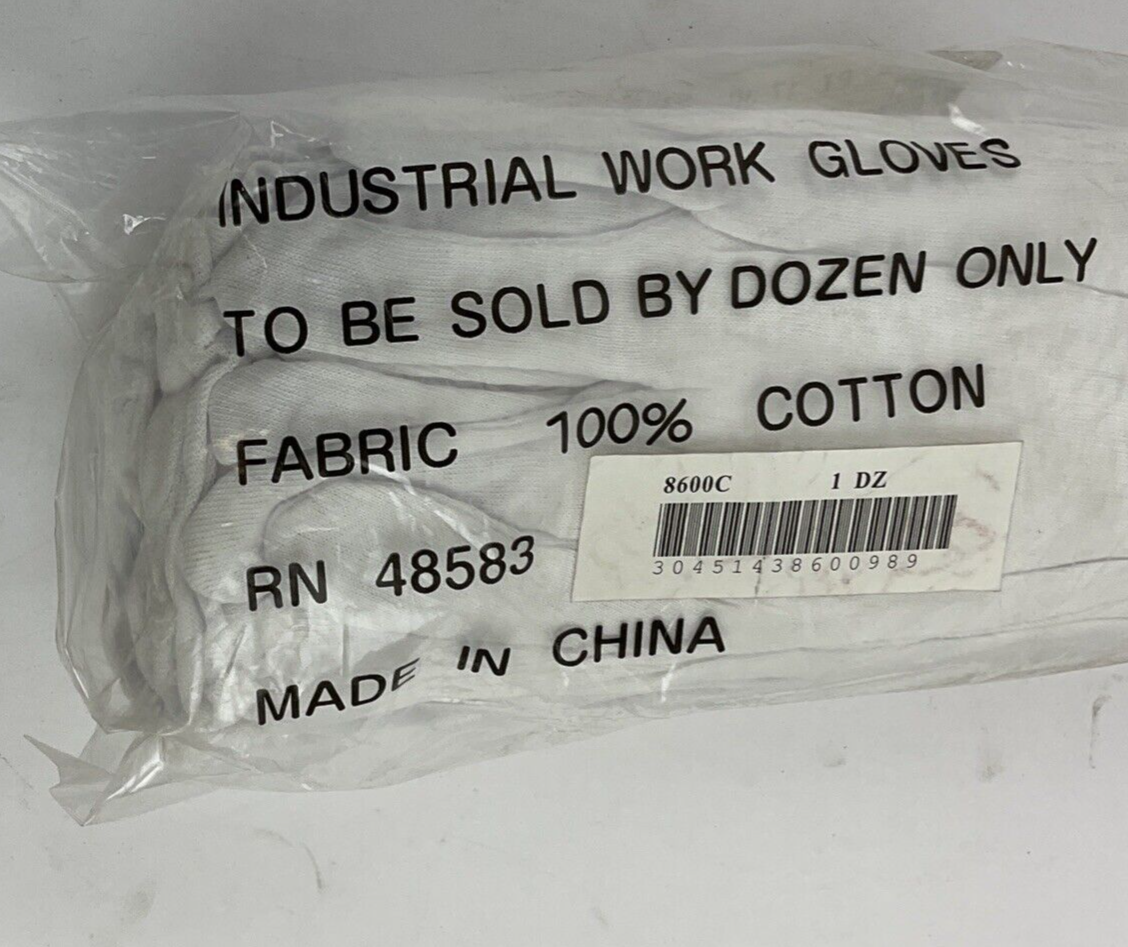 INDUSTRIAL WORK GLOVES
TO BE SOLD BY DOZEN ONLY
FABRIC 100% COTTON
8600C 1 DZ
30451438600989
RN 48583
MADE IN CHINA